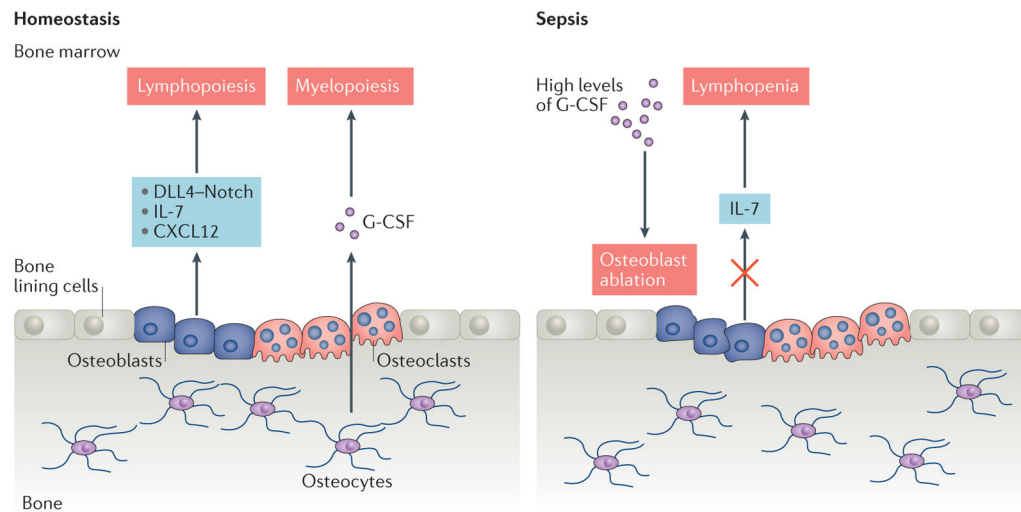 Homeostasis
Bone marrow
Lymphopoiesis
Myelopoiesis
• DLL4–Notch
• IL-7
• CXCL12
G-CSF
Bone
lining cells
Osteoblasts
Osteoclasts
Osteocytes
Bone
Sepsis
High levels
of G-CSF
Lymphopenia
IL-7
Osteoblast
ablation